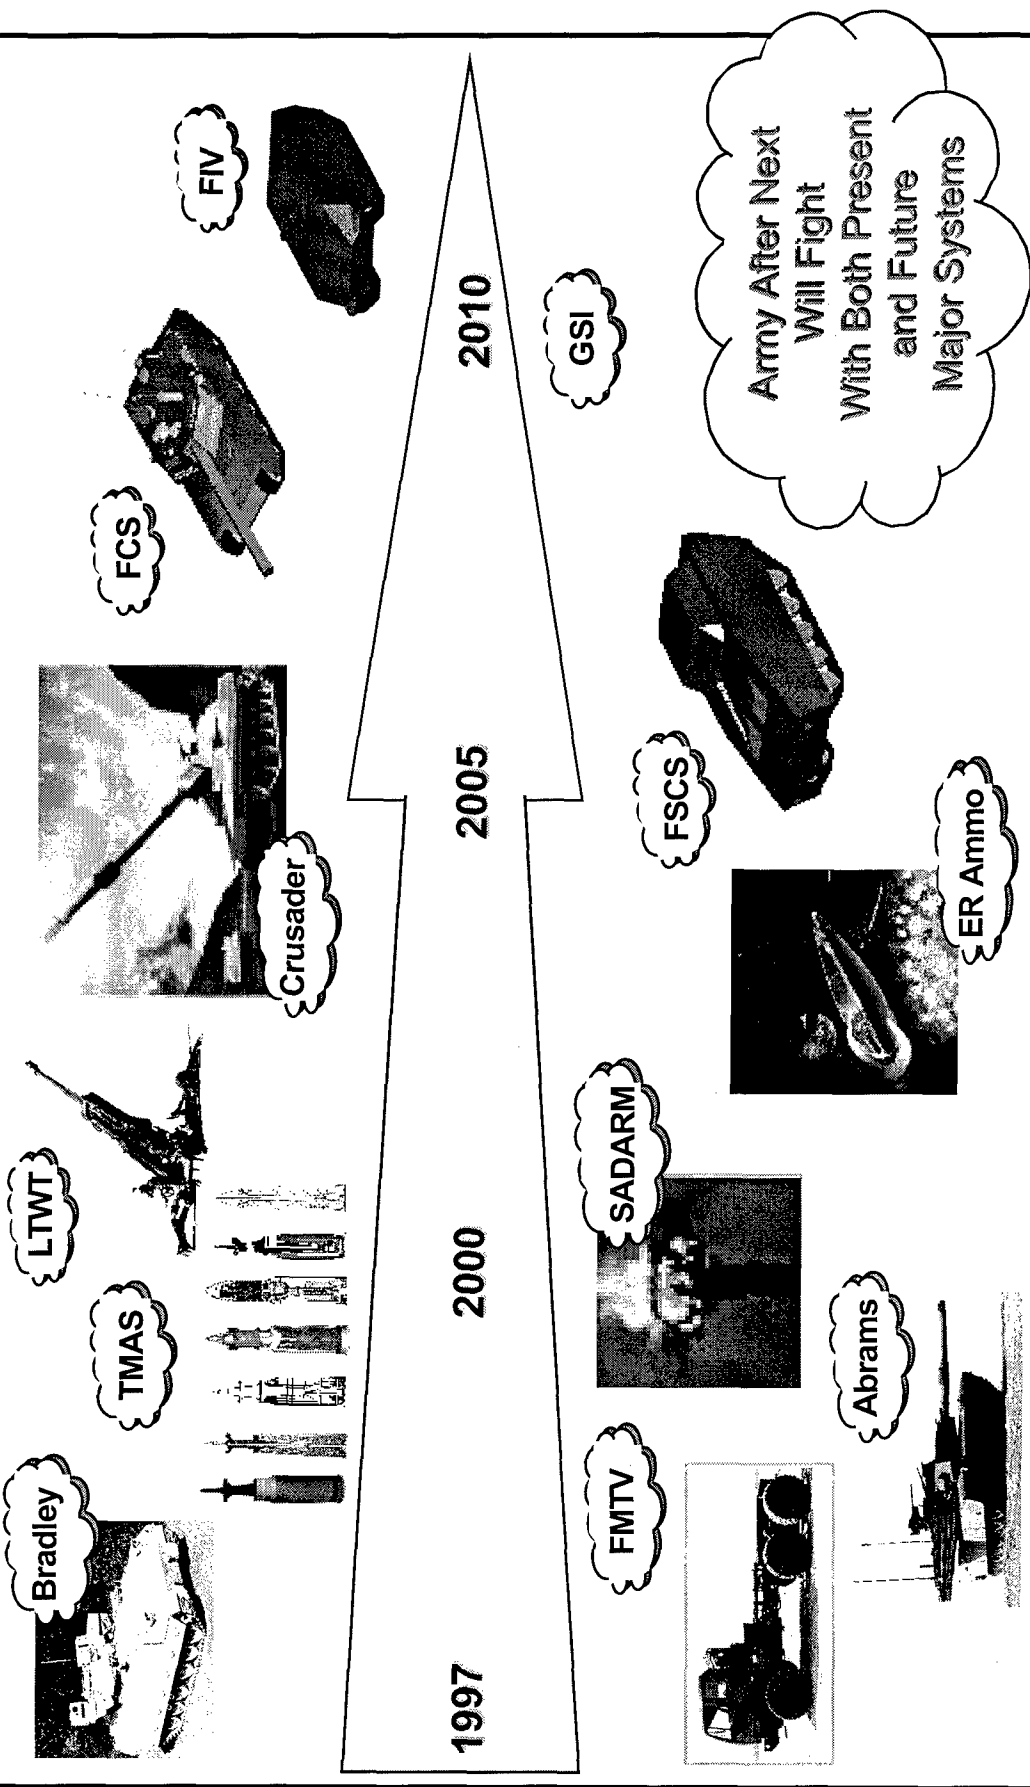 Bradley
TMAS
LTWT
Crusader
FCS
FIV
1997
2000
2005
2010
FMTV
Abrams
SADARM
ER Ammo
FSCS
GSI
Army After Next
Will Fight
With Both Present
and Future
Major Systems